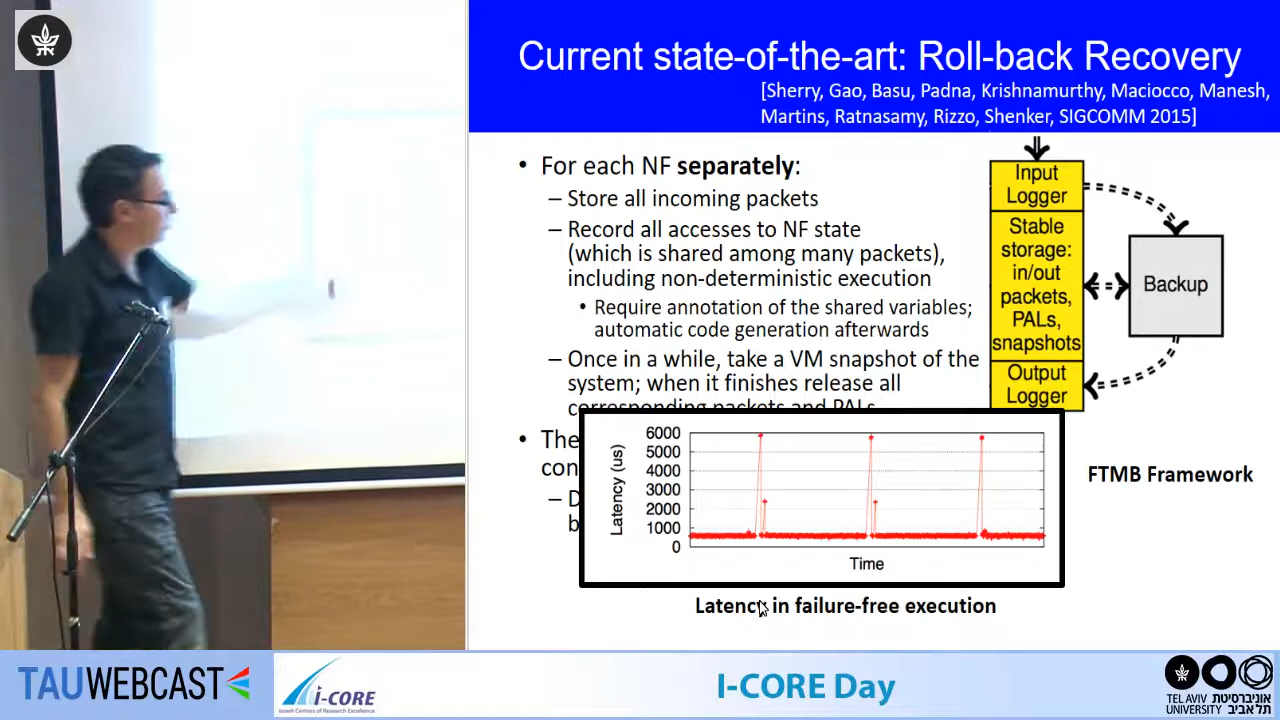 Current state-of-the-art: Roll-back Recovery
[Sherry, Gao, Basu, Padna, Krishnamurthy, Maciocco, Manesh,
Martins, Ratnasamy, Rizzo, Shenker, SIGCOMM 2015]
• For each NF separately:
– Store all incoming packets
– Record all accesses to NF state
(which is shared among many packets),
including non-deterministic execution
• Require annotation of the shared variables;
automatic code generation afterwards
– Once in a while, take a VM snapshot of the
system; when it finishes release all
corresponding packets and PALs
• The
con
– D
b
Input
Logger
Stable
storage:
in/out
packets,
PALs,
snapshots
Output
Logger
Backup
FTMB Framework
Latency (us)
6000
5000
4000
3000
2000
1000
0
Time
Latency in failure-free execution
TAUWEBCAST
i-CORE
Israeli Centers of Research Excellence
I-CORE Day
TEL AVIV
UNIVERSITY
אוניברסיטת
תל אביב